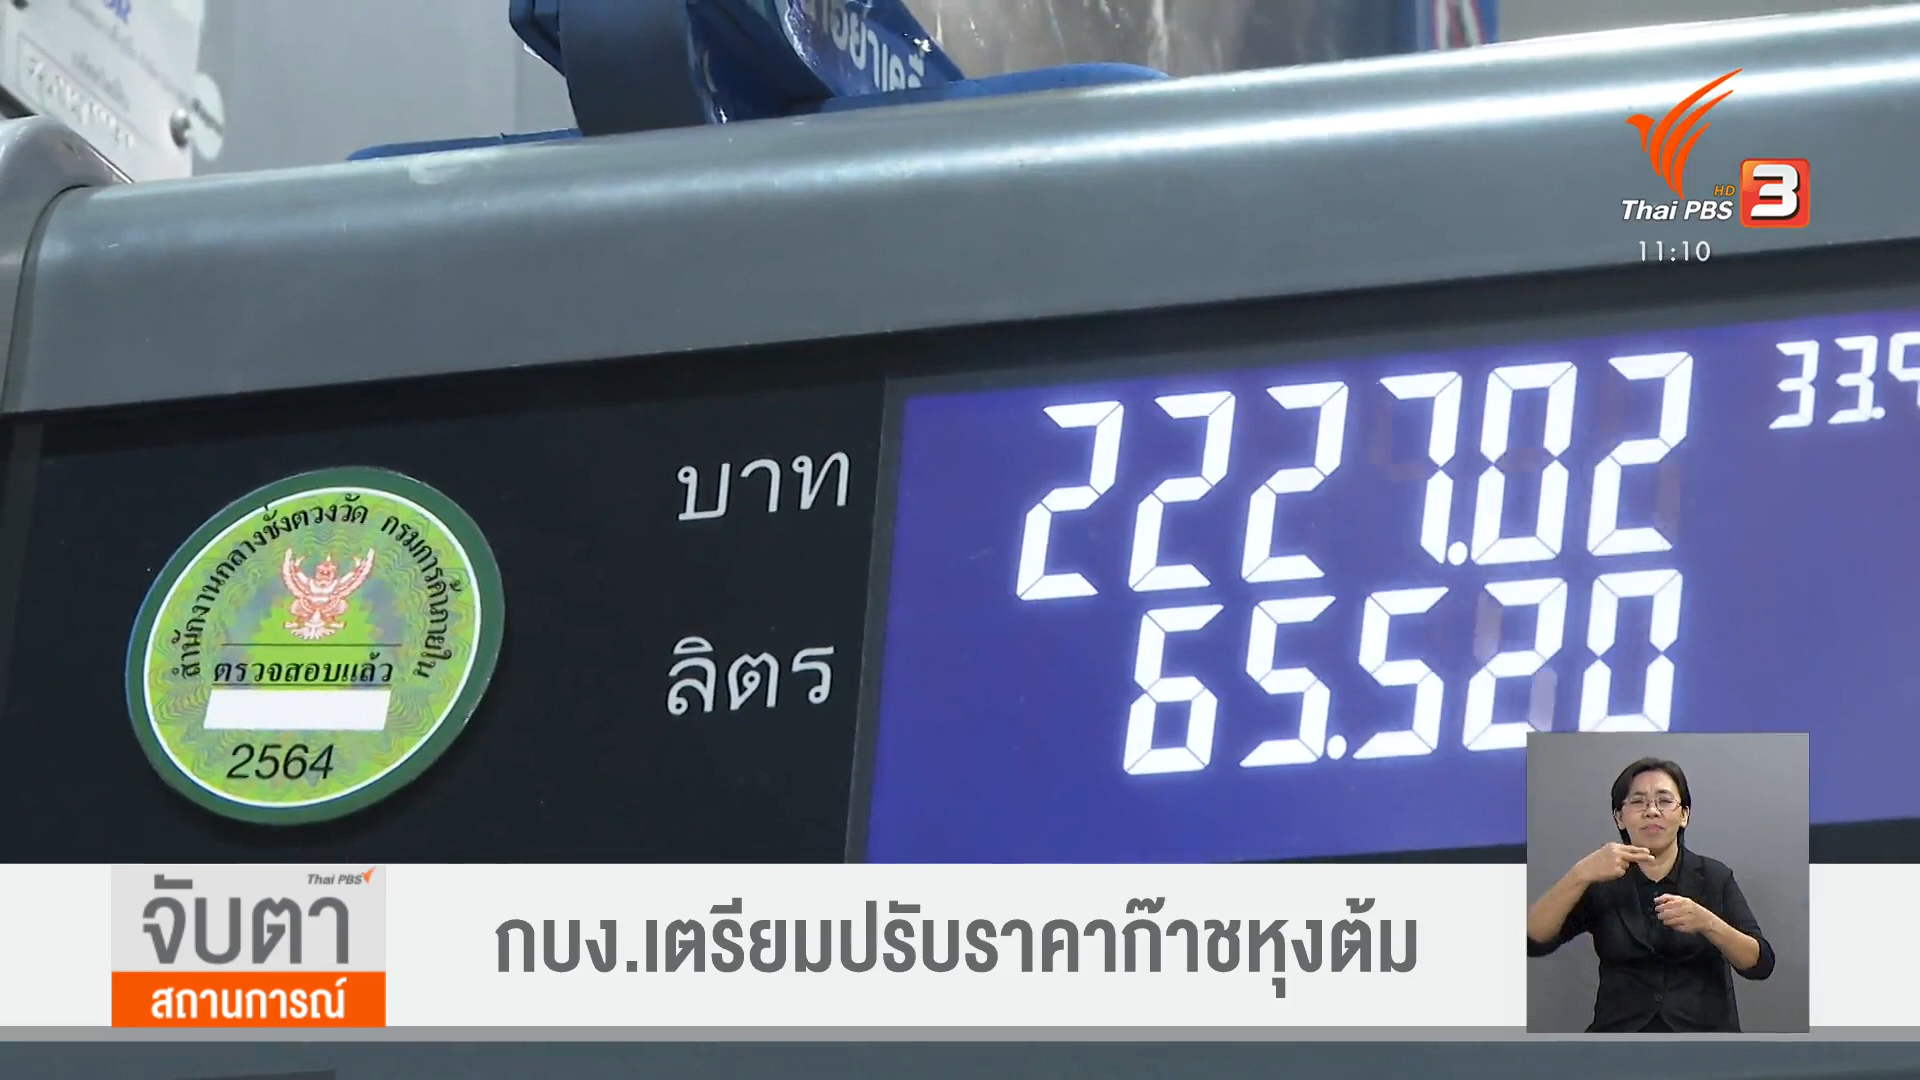 Thai PBS
HD
3
11:10
บาท
2227.02
33.9
ลิตร
65.520
สำนักงานกลางชั่งตวงวัด กรมการค้าภายใน
ตรวจสอบแล้ว
2564
Thai PBS
จับตา
สถานการณ์
กบง.เตรียมปรับราคาก๊าซหุงต้ม